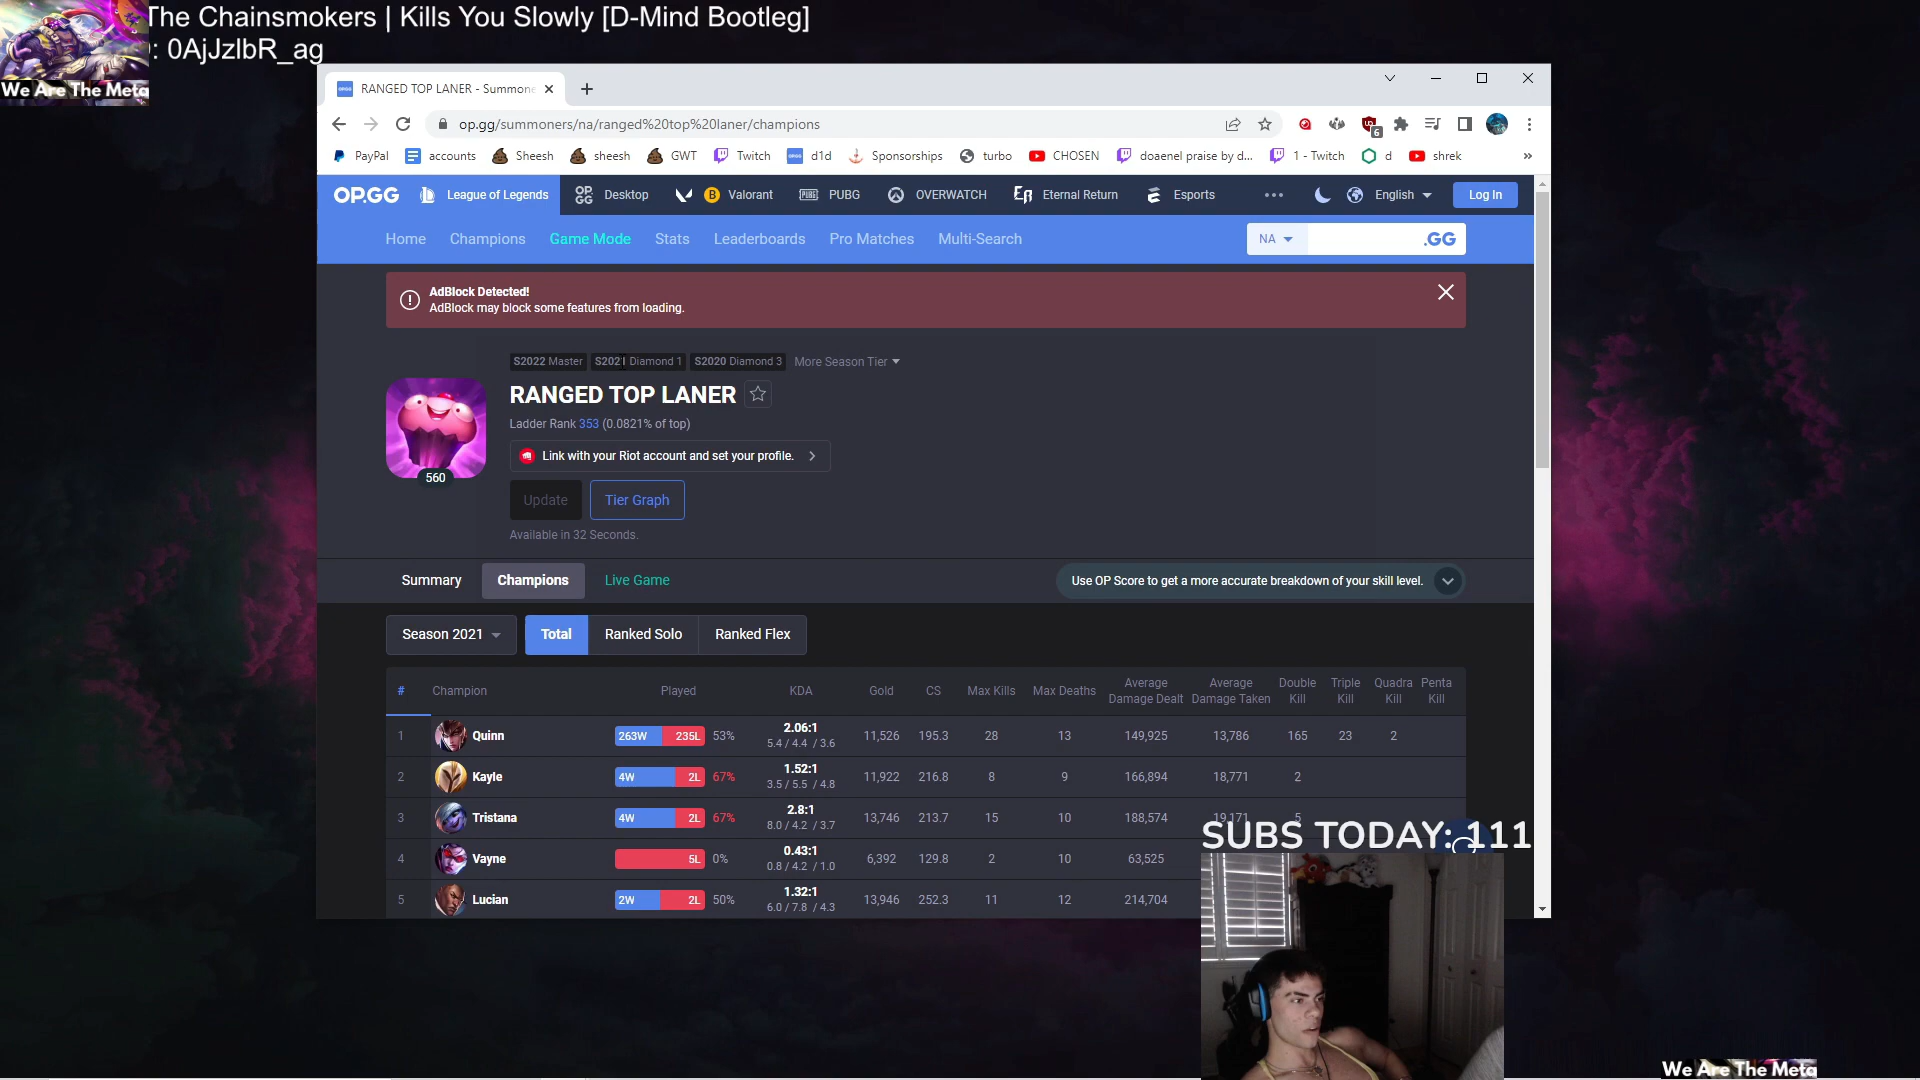 The Chainsmokers | Kills You Slowly [D-Mind Bootleg]
: 0AjJzlbR_ag
We Are The Meta
RANGED TOP LANER - Summone
op.gg/summoners/na/ranged%20top%20laner/champions
6
PayPal accounts Sheesh sheesh GWT Twitch d1d Sponsorships turbo CHOSEN doaenel praise by d... 1 - Twitch d shrek »
OP.GG League of Legends OP.GG Desktop Valorant PUBG OVERWATCH Eternal Return Esports ••• English Log In
Home Champions Game Mode Stats Leaderboards Pro Matches Multi-Search NA .GG
AdBlock Detected!
AdBlock may block some features from loading.
S2022 Master S2021 Diamond 1 S2020 Diamond 3 More Season Tier
RANGED TOP LANER
Ladder Rank 353 (0.0821% of top)
Link with your Riot account and set your profile.
560
Update Tier Graph
Available in 32 Seconds.
Summary Champions Live Game Use OP Score to get a more accurate breakdown of your skill level.
Season 2021 Total Ranked Solo Ranked Flex
# Champion Played KDA Gold CS Max Kills Max Deaths Average Damage Dealt Average Damage Taken Double Kill Triple Kill Quadra Kill Penta Kill
1 Quinn 263W 235L 53% 2.06:1 5.4 / 4.4 / 3.6 11,526 195.3 28 13 149,925 13,786 165 23 2
2 Kayle 4W 2L 67% 1.52:1 3.5 / 5.5 / 4.8 11,922 216.8 8 9 166,894 18,771 2
3 Tristana 4W 2L 67% 2.8:1 8.0 / 4.2 / 3.7 13,746 213.7 15 10 188,574 19,171 5
SUBS TODAY: 111
4 Vayne 5L 0% 0.43:1 0.8 / 4.2 / 1.0 6,392 129.8 2 10 63,525
5 Lucian 2W 2L 50% 1.32:1 6.0 / 7.8 / 4.3 13,946 252.3 11 12 214,704
We Are The Meta